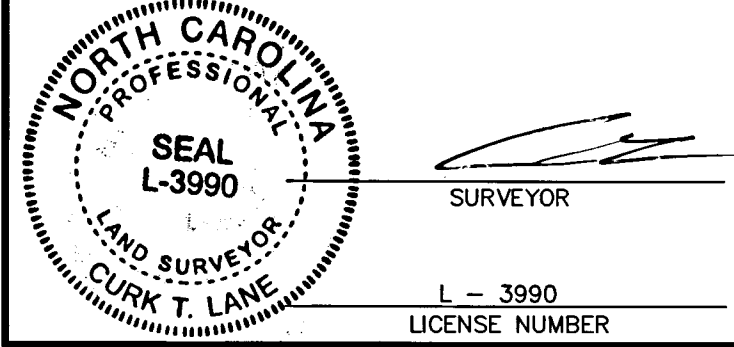 NORTH CAROLINA
PROFESSIONAL
SEAL
L-3990
LAND SURVEYOR
CURK T. LANE
SURVEYOR
L - 3990
LICENSE NUMBER